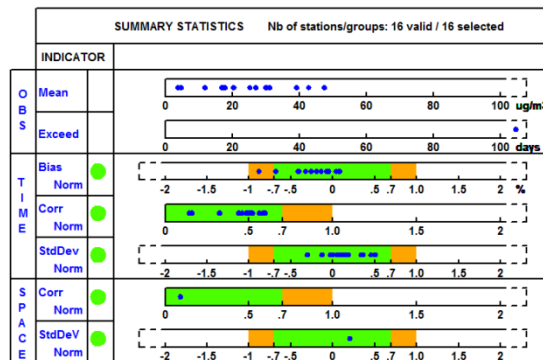 SUMMARY STATISTICS Nb of stations/groups: 16 valid / 16 selected
INDICATOR
OBS
Mean
0 20 40 60 80 100 ug/m
Exceed
0 20 40 60 80 100 days
TIME
Bias Norm
-2 -1.5 -1 -.7 -.5 0 .5 .7 1 1.5 2 %
Corr Norm
0 .5 .7 1.0 1.5 2
StdDev Norm
-2 -1.5 -1 -.7 -.5 0 .5 .7 1 1.5 2
SPACE
Corr Norm
0 .5 .7 1.0 1.5 2
StdDeV Norm
-2 -1.5 -1 -.7 -.5 0 .5 .7 1 1.5 2